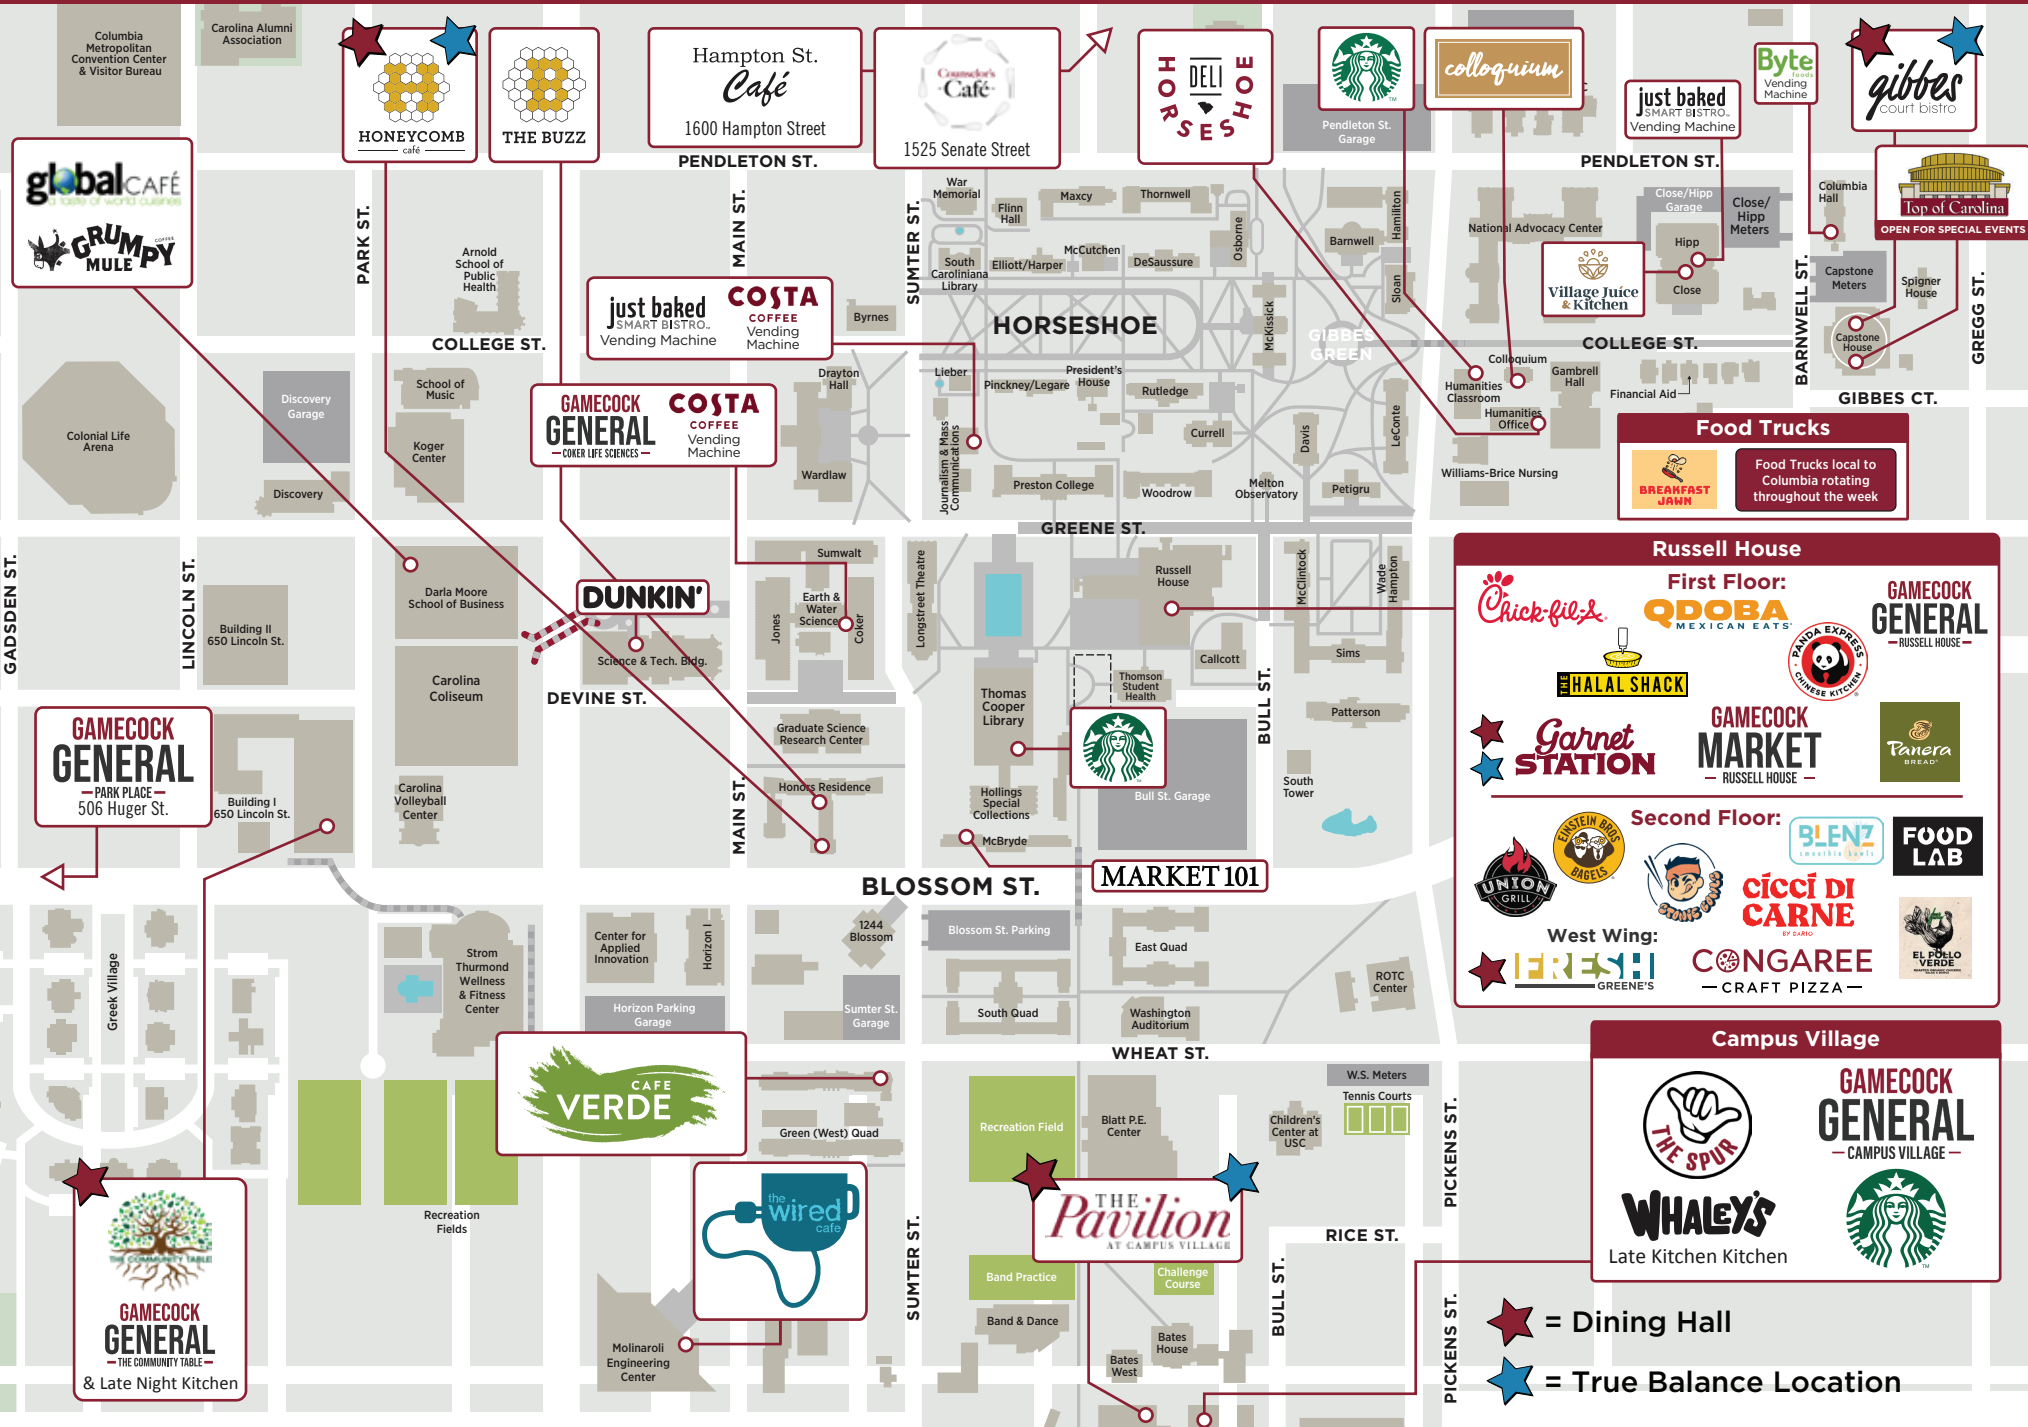 Columbia
Metropolitan
Convention Center
& Visitor Bureau
Carolina Alumni
Association
HONEYCOMB
café
THE BUZZ
Hampton St.
Café
1600 Hampton Street
Counselor's
Café
1525 Senate Street
HORSESHOE
DELI
Pendleton St.
Garage
colloquium
just baked
SMART BISTRO
Vending Machine
Byte
foods
Vending
Machine
gibbes
court bistro
Top of Carolina
OPEN FOR SPECIAL EVENTS
global CAFÉ
a taste of world cuisines
GRUMPY
MULE
COFFEE
PENDLETON ST.
PENDLETON ST.
PARK ST.
MAIN ST.
SUMTER ST.
War
Memorial
Flinn
Hall
Maxcy
Thornwell
Osborne
Barnwell
Hamilton
National Advocacy Center
Close/Hipp
Garage
Close/
Hipp
Meters
Columbia
Hall
Hipp
Close
Village Juice
& Kitchen
Capstone
Meters
Spigner
House
BARNWELL ST.
GREGG ST.
Capstone
House
Arnold
School of
Public
Health
South
Caroliniana
Library
Elliott/Harper
McCutchen
DeSaussure
Sloan
McKissick
HORSESHOE
GIBBES
GREEN
just baked
SMART BISTRO
Vending Machine
COSTA
COFFEE
Vending
Machine
Byrnes
COLLEGE ST.
COLLEGE ST.
Colloquium
Humanities
Classroom
Humanities
Office
Gambrell
Hall
Financial Aid
GIBBES CT.
Colonial Life
Arena
Discovery
Garage
Discovery
School of
Music
Koger
Center
GAMECOCK
GENERAL
COKER LIFE SCIENCES
COSTA
COFFEE
Vending
Machine
Drayton
Hall
Wardlaw
Lieber
Journalism & Mass
Communications
Pinckney/Legare
President's
House
Rutledge
Currell
Davis
LeConte
Preston College
Woodrow
Melton
Observatory
Petigru
Williams-Brice Nursing
Food Trucks
BREAKFAST
JAWN
Food Trucks local to
Columbia rotating
throughout the week
GREENE ST.
GADSDEN ST.
LINCOLN ST.
Building II
650 Lincoln St.
Darla Moore
School of Business
Carolina
Coliseum
DUNKIN'
Science & Tech. Bldg.
DEVINE ST.
Sumwalt
Earth &
Water
Science
Jones
Coker
Longstreet Theatre
Russell
House
McClintock
Wade
Hampton
Sims
Callcott
Thomson
Student
Health
Thomas
Cooper
Library
Graduate Science
Research Center
Honors Residence
Hollings
Special
Collections
McBryde
Bull St. Garage
BULL ST.
Patterson
South
Tower
GAMECOCK
GENERAL
PARK PLACE
506 Huger St.
Building I
650 Lincoln St.
Carolina
Volleyball
Center
MAIN ST.
MARKET 101
BLOSSOM ST.
Russell House
First Floor:
Chick-fil-A
QDOBA
MEXICAN EATS
GAMECOCK
GENERAL
RUSSELL HOUSE
THE HALAL SHACK
PANDA EXPRESS
CHINESE KITCHEN
Garnet
STATION
GAMECOCK
MARKET
RUSSELL HOUSE
Panera
BREAD
Second Floor:
UNION
GRILL
EINSTEIN BROS
BAGELS
BLENZ
smoothie bowls
FOOD
LAB
CiCCi Di
CARNE
BY DARIO
EL POLLO
VERDE
West Wing:
FRESH
GREENE'S
CONGAREE
CRAFT PIZZA
Greek Village
Strom
Thurmond
Wellness
& Fitness
Center
Center for
Applied
Innovation
Horizon I
Horizon Parking
Garage
1244
Blossom
Sumter St.
Garage
Blossom St. Parking
South Quad
East Quad
Washington
Auditorium
ROTC
Center
WHEAT ST.
CAFE
VERDE
Green (West) Quad
Recreation Field
Blatt P.E.
Center
Children's
Center at
USC
W.S. Meters
Tennis Courts
PICKENS ST.
Recreation
Fields
the
wired
cafe
SUMTER ST.
THE
Pavilion
AT CAMPUS VILLAGE
RICE ST.
BULL ST.
PICKENS ST.
Band Practice
Challenge
Course
Band & Dance
Bates
House
Bates
West
Molinaroli
Engineering
Center
THE COMMUNITY TABLE
GAMECOCK
GENERAL
THE COMMUNITY TABLE
& Late Night Kitchen
Campus Village
THE SPUR
GAMECOCK
GENERAL
CAMPUS VILLAGE
WHALEY'S
Late Kitchen Kitchen
= Dining Hall
= True Balance Location